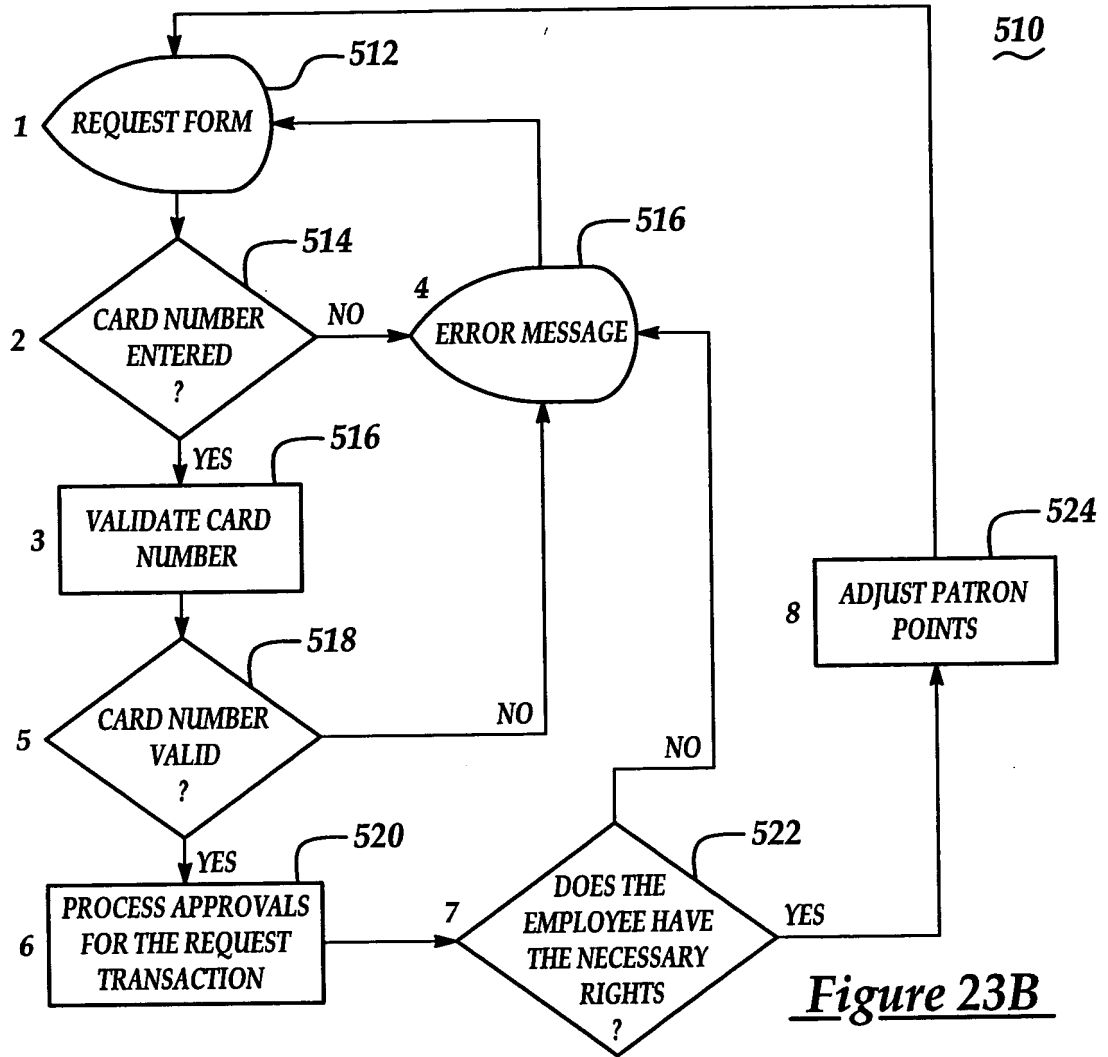 510
512
1
REQUEST FORM
514
516
4
ERROR MESSAGE
2
CARD NUMBER
ENTERED
?
NO
YES
516
3
VALIDATE CARD
NUMBER
524
8
ADJUST PATRON
POINTS
518
5
CARD NUMBER
VALID
?
NO
NO
YES
520
6
PROCESS APPROVALS
FOR THE REQUEST
TRANSACTION
522
7
DOES THE
EMPLOYEE HAVE
THE NECESSARY
RIGHTS
?
YES
Figure 23B